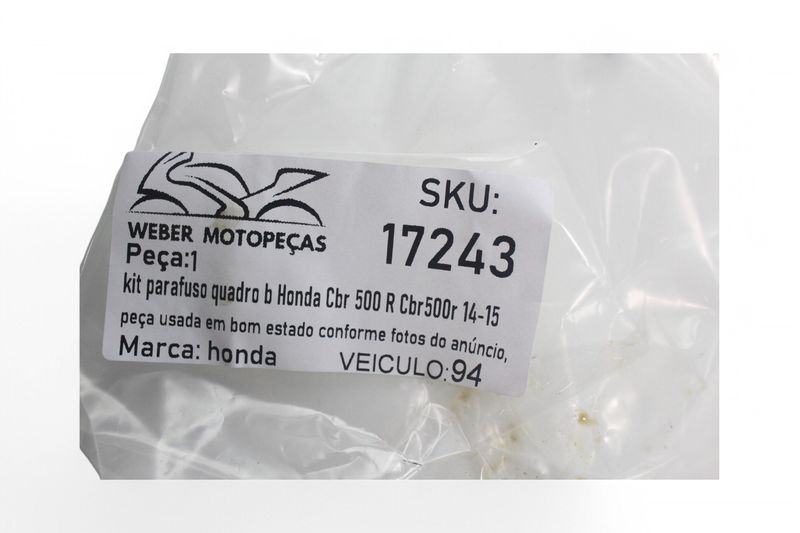 WEBER MOTOPEÇAS
SKU:
17243
Peça:1
kit parafuso quadro b Honda Cbr 500 R Cbr500r 14-15
peça usada em bom estado conforme fotos do anúncio,
Marca: honda
VEICULO:94